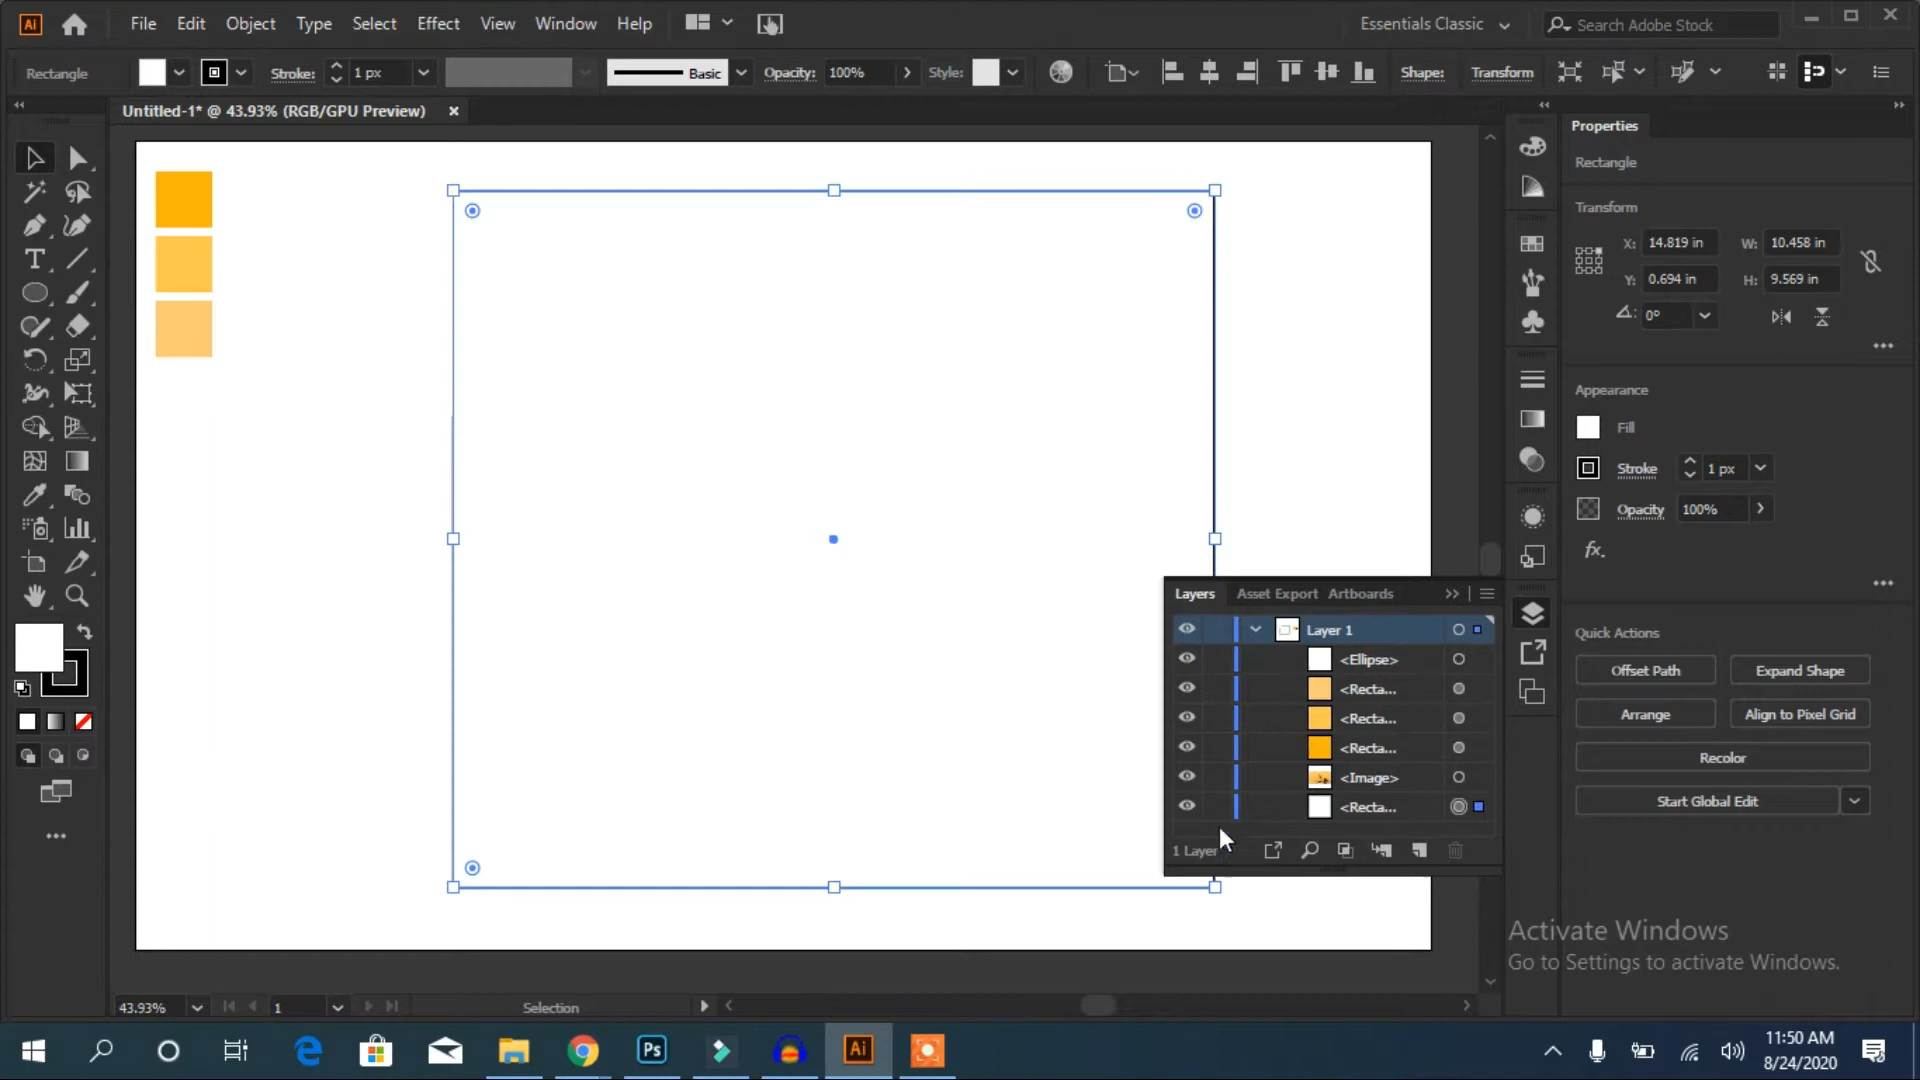 Ai File Edit Object Type Select Effect View Window Help Essentials Classic Search Adobe Stock
Rectangle Stroke: 1 px Basic Opacity: 100% Style: Shape: Transform
Untitled-1* @ 43.93% (RGB/GPU Preview)
Properties
Rectangle
Transform
X: 14.819 in W: 10.458 in
Y: 0.694 in H: 9.569 in
0°
Appearance
Fill
Stroke 1 px
Opacity 100%
fx.
Quick Actions
Offset Path Expand Shape
Arrange Align to Pixel Grid
Recolor
Start Global Edit
Layers Asset Export Artboards
Layer 1
<Ellipse>
<Recta...
<Recta...
<Recta...
<Image>
<Recta...
1 Layer
Activate Windows
Go to Settings to activate Windows.
43.93% 1 Selection
Ps Ai
11:50 AM
8/24/2020